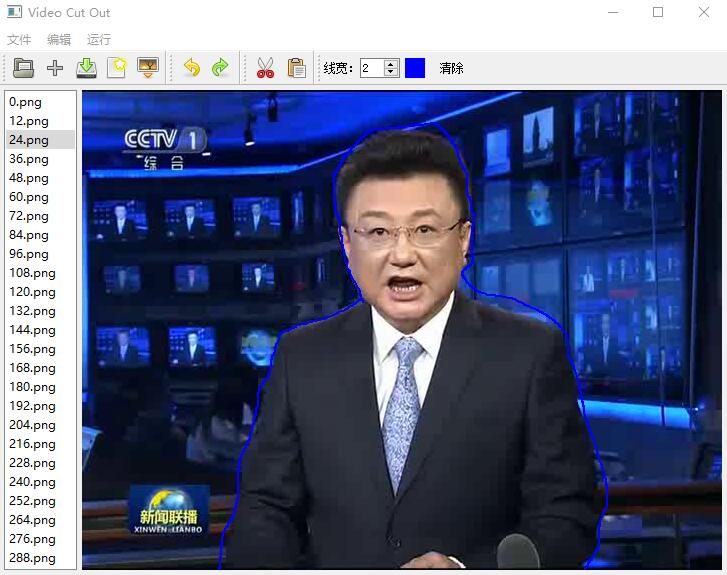 Video Cut Out
文件 编辑 运行
线宽: 2 清除
0.png
12.png
24.png
36.png
48.png
60.png
72.png
84.png
96.png
108.png
120.png
132.png
144.png
156.png
168.png
180.png
192.png
204.png
216.png
228.png
240.png
252.png
264.png
276.png
288.png
CCTV 1
综合
新闻联播
XINWEN LIANBO